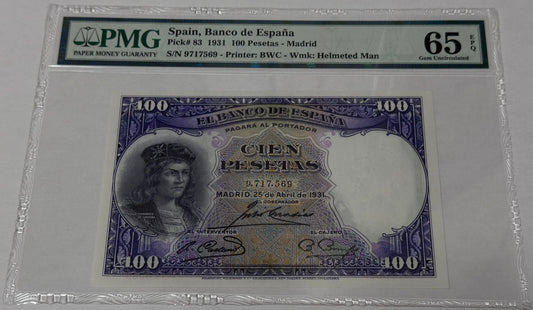 PMG
PAPER MONEY GUARANTY
Spain, Banco de España
Pick# 83 1931 100 Pesetas - Madrid
S/N 9717569 - Printer: BWC - Wmk: Helmeted Man
65 EPQ
Gem Uncirculated
100 100
EL BANCO DE ESPAÑA
PAGARÁ AL PORTADOR
CIEN
PESETAS
9,717,569
MADRID, 25 de Abril de 1931.
EL GOBERNADOR
EL INTERVENTOR EL CAJERO
100 100